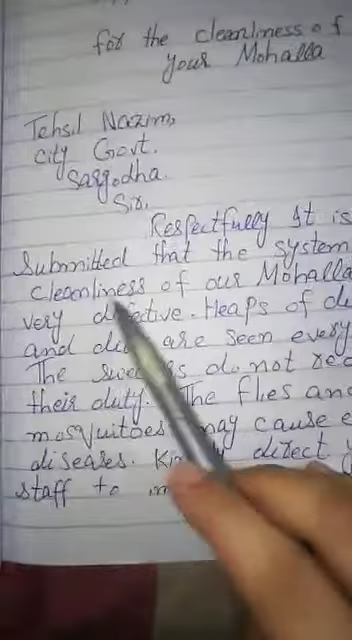 for the cleanliness of
your Mohalla
Tehsil Nazim,
city Govt.
Sargodha.
Sir,
Respectfully It is
Submitted that the system
cleanliness of our Mohalla
very defective. Heaps of
and are seen every
The do not
their duty. The flies and
mosquitoes may cause
diseases. Kindly direct
staff to